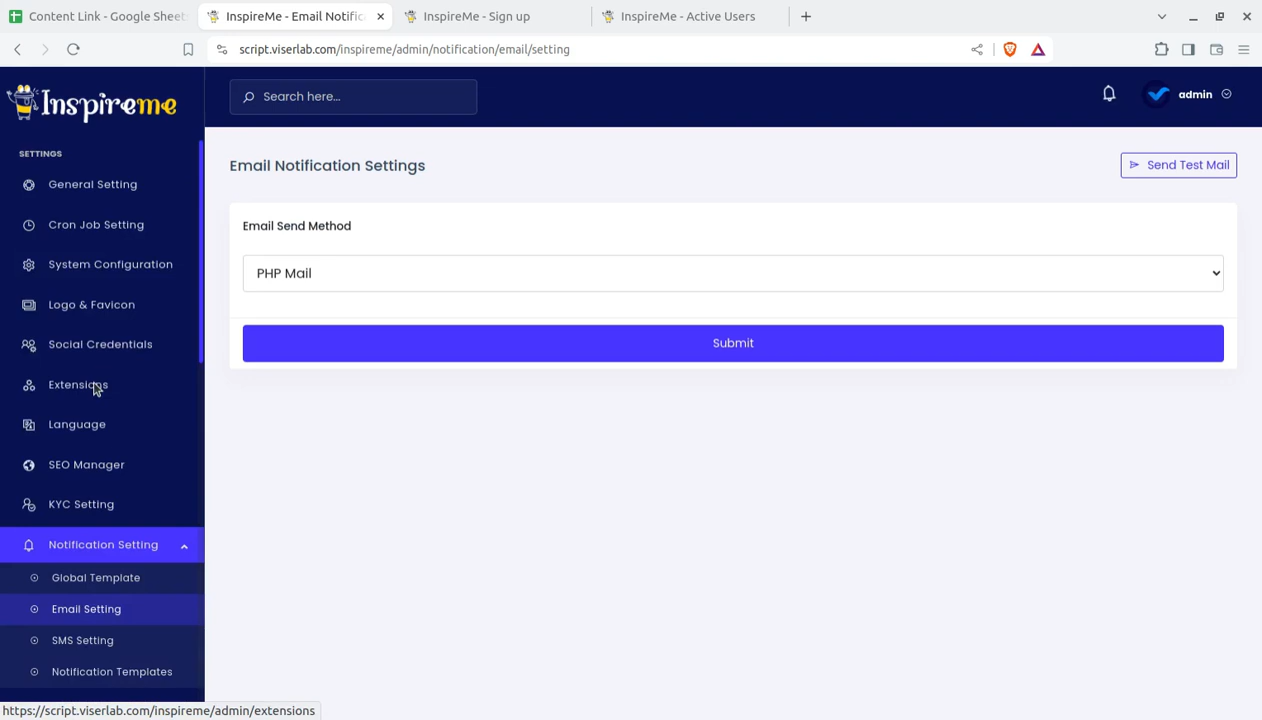 Content Link - Google Sheet
InspireMe - Email Notific
InspireMe - Sign up
InspireMe - Active Users
script.viserlab.com/inspireme/admin/notification/email/setting
Inspireme
Search here...
admin
SETTINGS
General Setting
Cron Job Setting
System Configuration
Logo & Favicon
Social Credentials
Extensions
Language
SEO Manager
KYC Setting
Notification Setting
Global Template
Email Setting
SMS Setting
Notification Templates
Email Notification Settings
Send Test Mail
Email Send Method
PHP Mail
Submit
https://script.viserlab.com/inspireme/admin/extensions